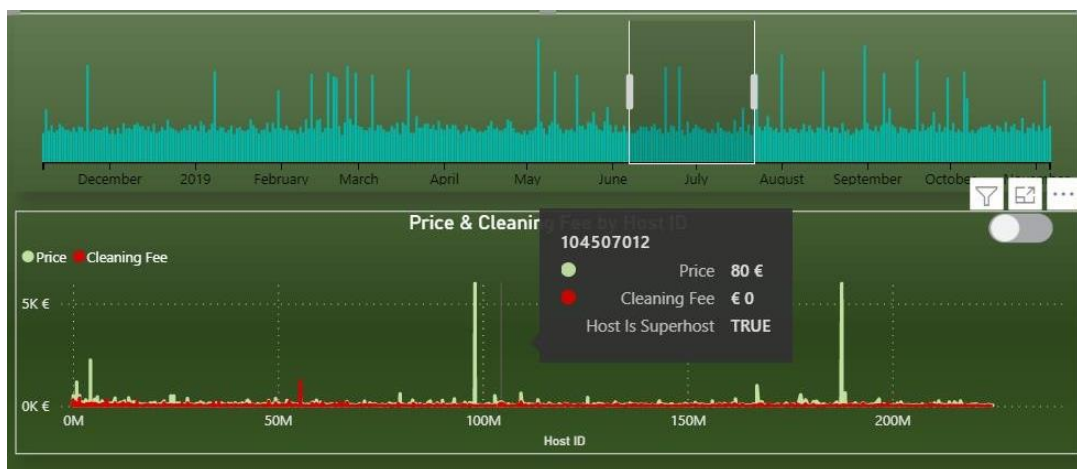 December 2019 February March April May June July August September October November
Price & Cleaning Fee by Host ID
104507012
Price 80 €
Cleaning Fee € 0
Host Is Superhost TRUE
Price Cleaning Fee
5K €
0K €
0M 50M 100M 150M 200M
Host ID